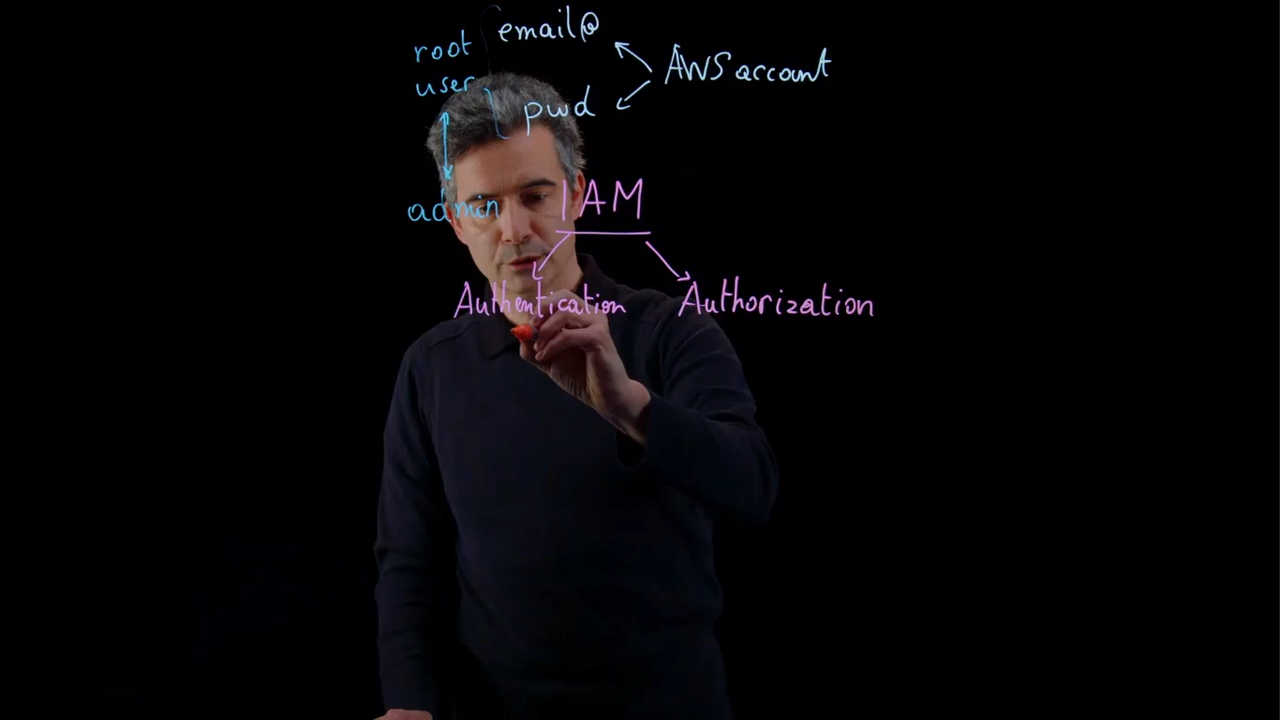 root
user
email@
pwd
AWS account
admin
IAM
Authentication
Authorization